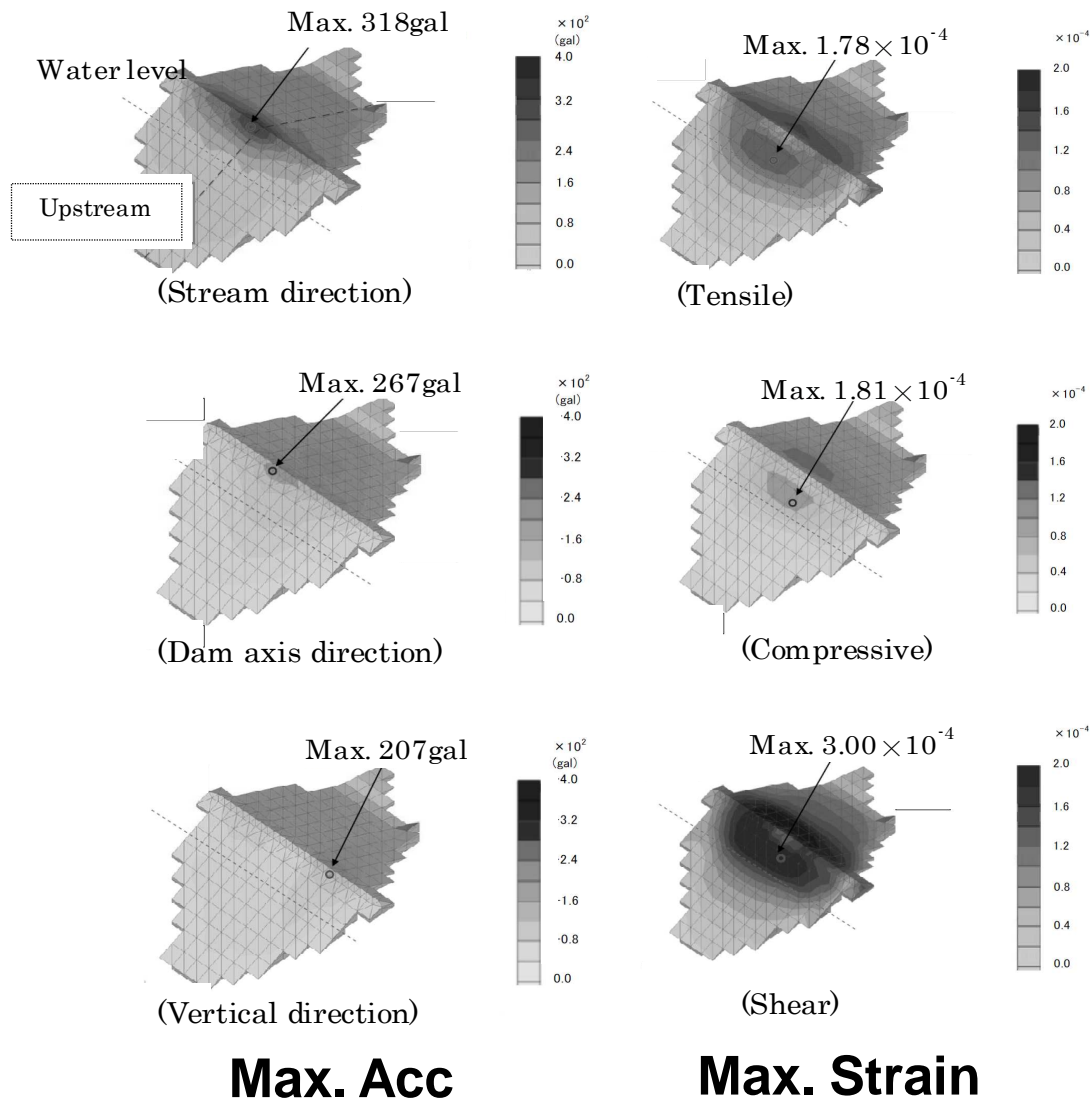 Max. 318gal
Water level
Upstream
×10²
(gal)
4.0
3.2
2.4
1.6
0.8
0.0
(Stream direction)
Max. 1.78×10⁻⁴
×10⁻⁴
2.0
1.6
1.2
0.8
0.4
0.0
(Tensile)
Max. 267gal
×10²
(gal)
·4.0
·3.2
·2.4
·1.6
·0.8
0.0
(Dam axis direction)
Max. 1.81×10⁻⁴
×10⁻⁴
2.0
1.6
1.2
0.8
0.4
0.0
(Compressive)
Max. 207gal
×10²
(gal)
·4.0
·3.2
·2.4
·1.6
·0.8
0.0
(Vertical direction)
Max. 3.00×10⁻⁴
×10⁻⁴
2.0
1.6
1.2
0.8
0.4
0.0
(Shear)
Max. Acc
Max. Strain